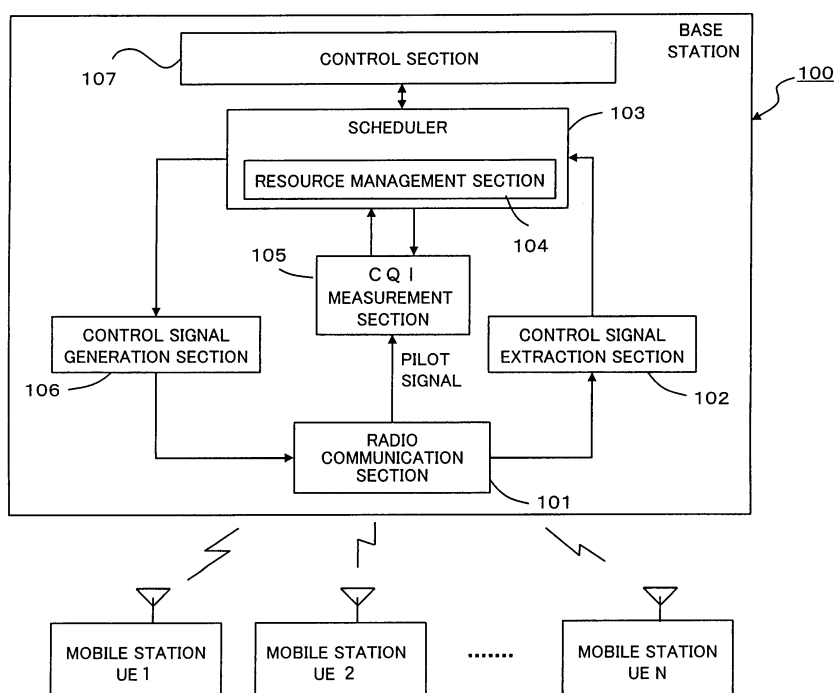 BASE
STATION
107
CONTROL SECTION
100
SCHEDULER
103
RESOURCE MANAGEMENT SECTION
104
105
CQI
MEASUREMENT
SECTION
CONTROL SIGNAL
GENERATION SECTION
106
PILOT
SIGNAL
CONTROL SIGNAL
EXTRACTION SECTION
102
RADIO
COMMUNICATION
SECTION
101
MOBILE STATION
UE 1
MOBILE STATION
UE 2
.......
MOBILE STATION
UE N